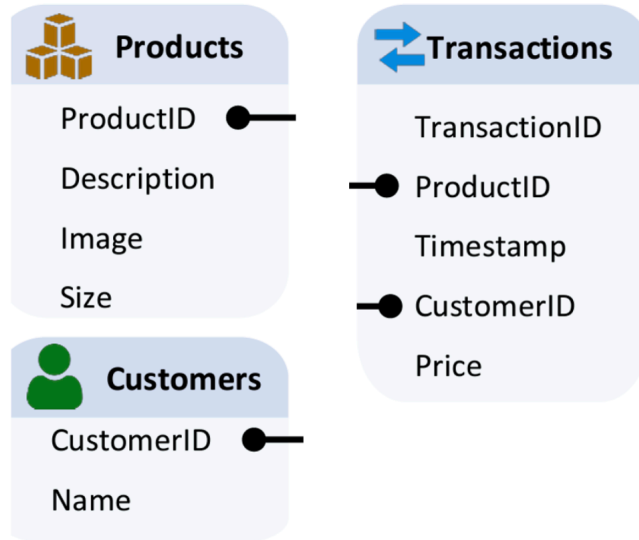 Products
ProductID
Description
Image
Size
Customers
CustomerID
Name
Transactions
TransactionID
ProductID
Timestamp
CustomerID
Price